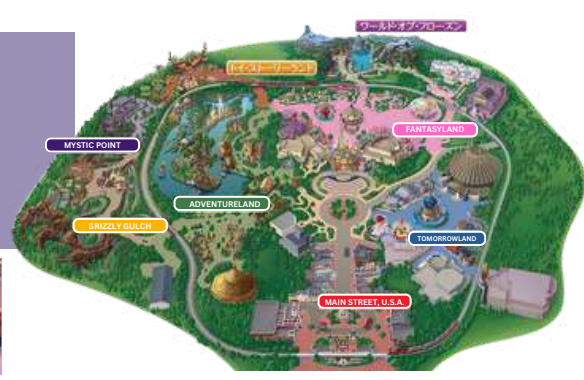 ワールド・オブ・フローズン
トイ・ストーリーランド
FANTASYLAND
MYSTIC POINT
ADVENTURELAND
GRIZZLY GULCH
TOMORROWLAND
MAIN STREET, U.S.A.